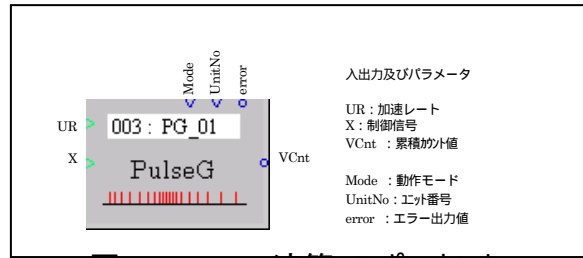 Mode
UnitNo
error
UR
X
003 : PG_01
PulseG
VCnt
入出力及びパラメータ
UR：加速レート
X：制御信号
VCnt ：累積カウント値
Mode ：動作モード
UnitNo：ユニット番号
error ：エラー出力値